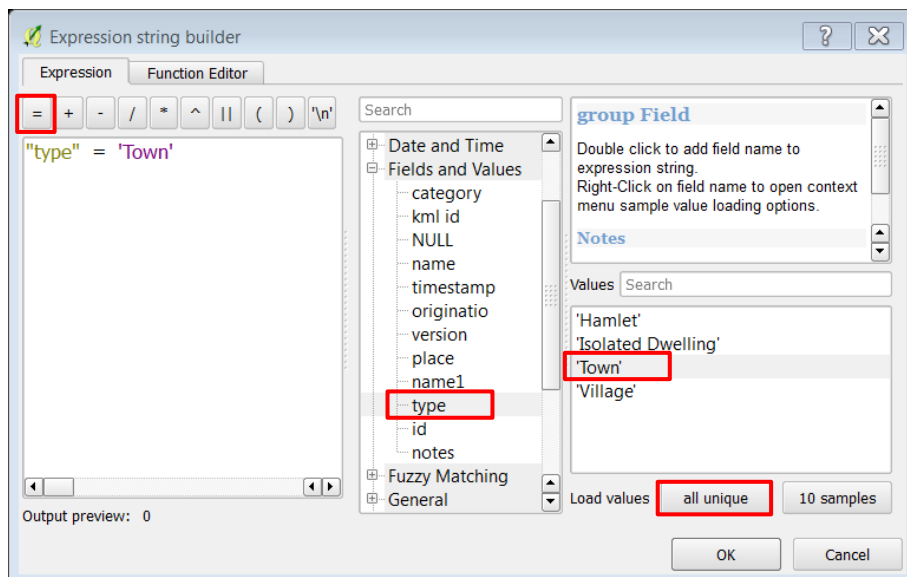 Expression string builder
Expression Function Editor
= + - / * ^ || ( ) '\n'
"type" = 'Town'
Output preview: 0
Search
Date and Time
Fields and Values
category
kml id
NULL
name
timestamp
originatio
version
place
name1
type
id
notes
Fuzzy Matching
General
group Field
Double click to add field name to
expression string.
Right-Click on field name to open context
menu sample value loading options.
Notes
Values Search
'Hamlet'
'Isolated Dwelling'
'Town'
'Village'
Load values all unique 10 samples
OK Cancel